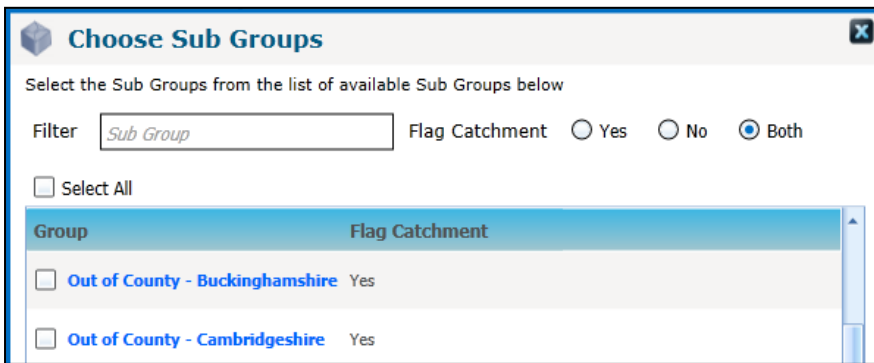 Choose Sub Groups
Select the Sub Groups from the list of available Sub Groups below
Filter Sub Group Flag Catchment Yes No Both
Select All
Group Flag Catchment
Out of County - Buckinghamshire Yes
Out of County - Cambridgeshire Yes